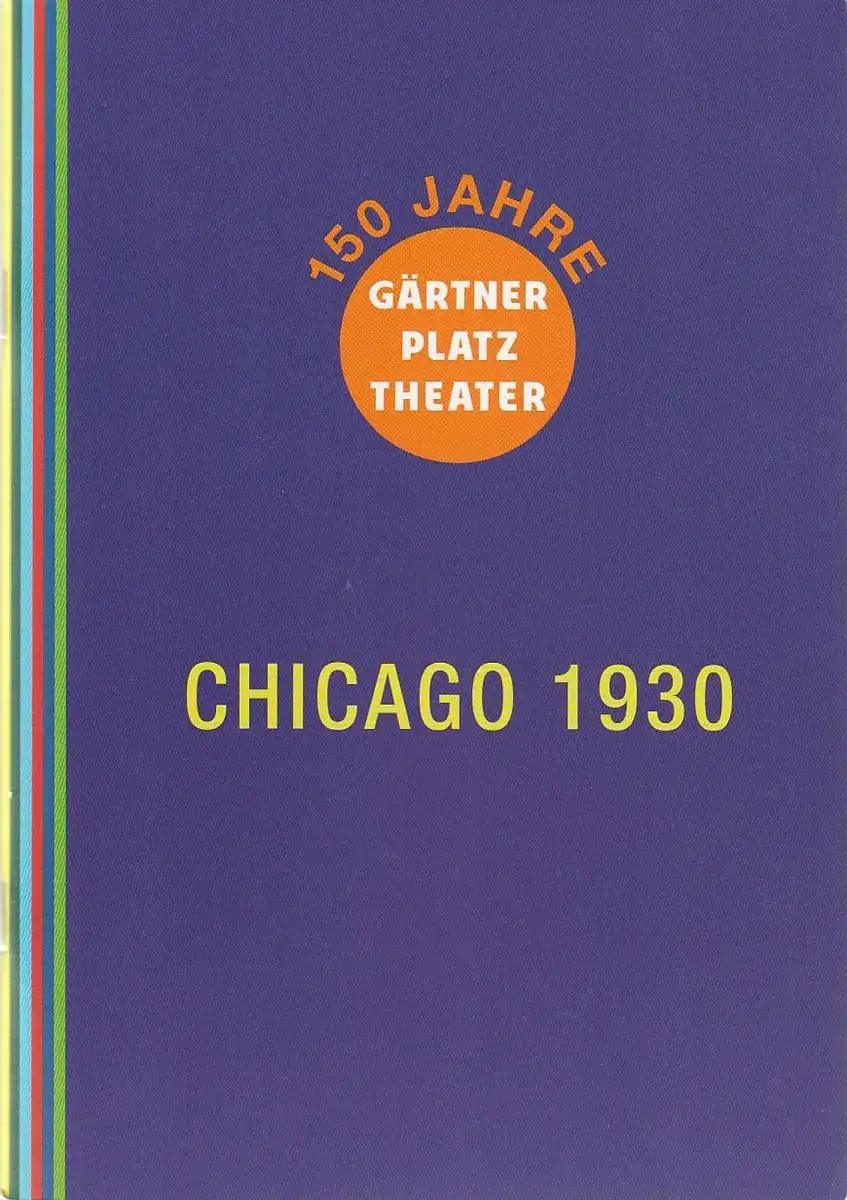 150 JAHRE
GÄRTNER
PLATZ
THEATER
CHICAGO 1930